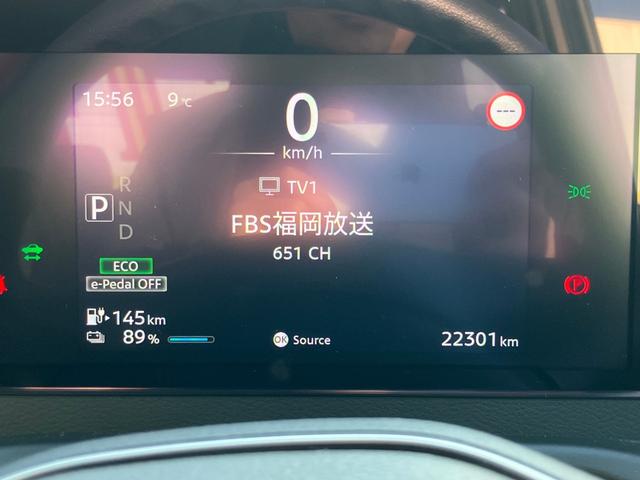 15:56 9℃
0
km/h
---
TV1
FBS福岡放送
651 CH
R
P N
D
ECO
e-Pedal OFF
145 km
89 %
OK Source
22301 km
P